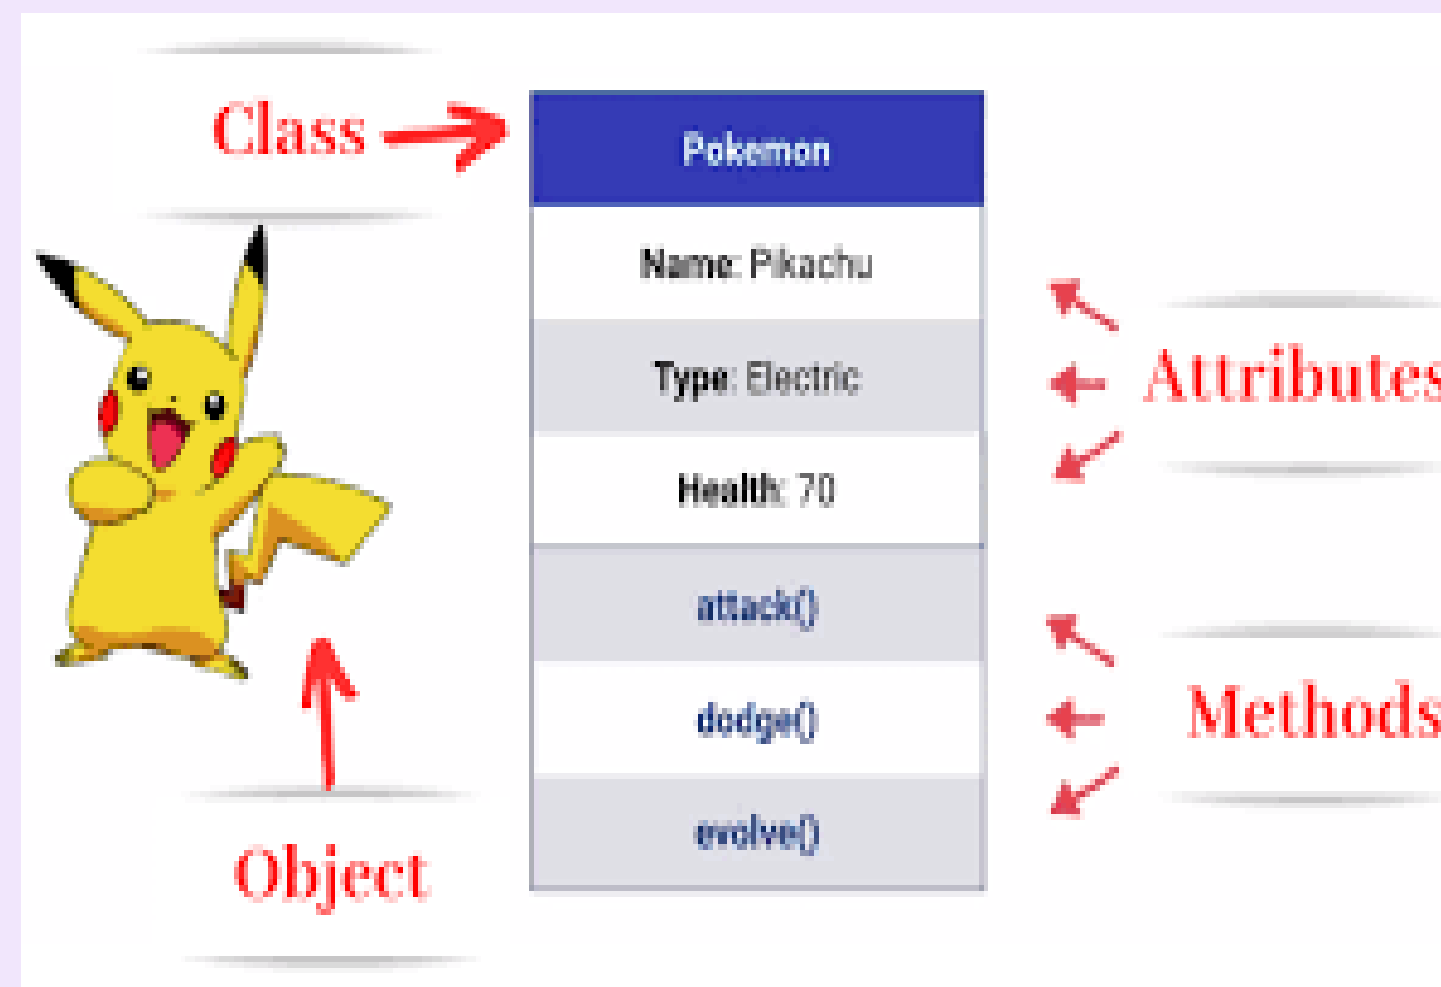 Class
Pokemon
Name: Pikachu
Type: Electric
Attributes
Health: 70
attack()
dodge()
Methods
evolve()
Object